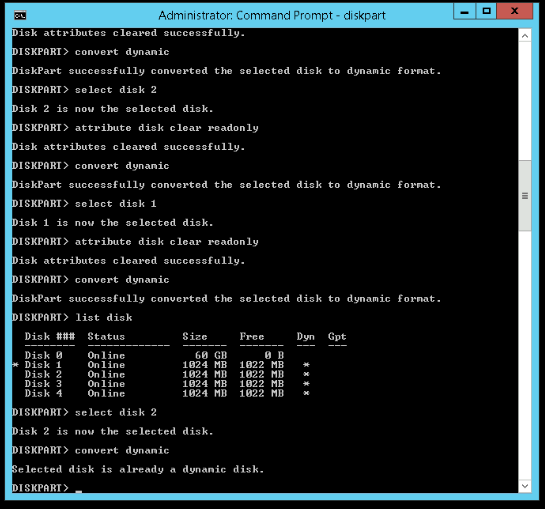 Administrator: Command Prompt - diskpart
Disk attributes cleared successfully.
DISKPART> convert dynamic
DiskPart successfully converted the selected disk to dynamic format.
DISKPART> select disk 2
Disk 2 is now the selected disk.
DISKPART> attribute disk clear readonly
Disk attributes cleared successfully.
DISKPART> convert dynamic
DiskPart successfully converted the selected disk to dynamic format.
DISKPART> select disk 1
Disk 1 is now the selected disk.
DISKPART> attribute disk clear readonly
Disk attributes cleared successfully.
DISKPART> convert dynamic
DiskPart successfully converted the selected disk to dynamic format.
DISKPART> list disk
  Disk ###  Status         Size     Free     Dyn  Gpt
  --------  -------------  -------  -------  ---  ---
  Disk 0    Online           60 GB      0 B
* Disk 1    Online         1024 MB  1022 MB   *
  Disk 2    Online         1024 MB  1022 MB   *
  Disk 3    Online         1024 MB  1022 MB   *
  Disk 4    Online         1024 MB  1022 MB   *
DISKPART> select disk 2
Disk 2 is now the selected disk.
DISKPART> convert dynamic
Selected disk is already a dynamic disk.
DISKPART> _